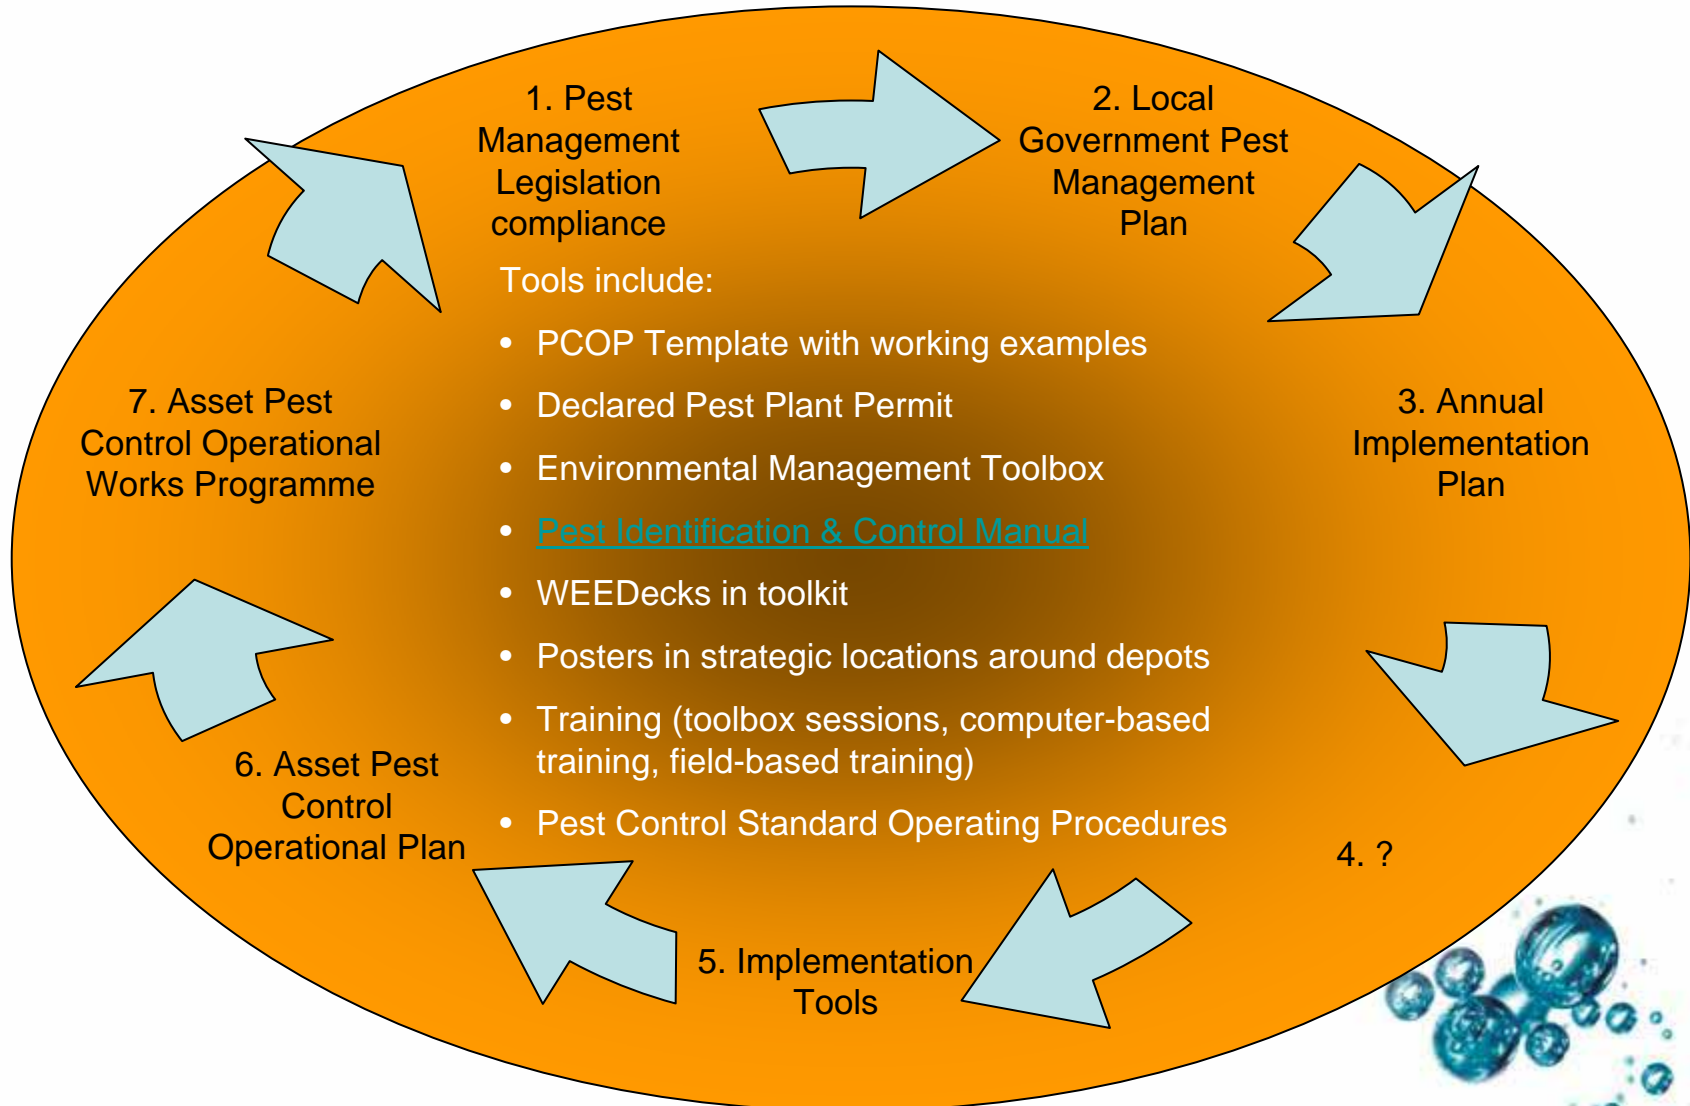 1. Pest
Management
Legislation
compliance
2. Local
Government Pest
Management
Plan
Tools include:
• PCOP Template with working examples
• Declared Pest Plant Permit
• Environmental Management Toolbox
• Pest Identification & Control Manual
• WEEDecks in toolkit
• Posters in strategic locations around depots
• Training (toolbox sessions, computer-based
training, field-based training)
• Pest Control Standard Operating Procedures
3. Annual
Implementation
Plan
4. ?
5. Implementation
Tools
6. Asset Pest
Control
Operational Plan
7. Asset Pest
Control Operational
Works Programme